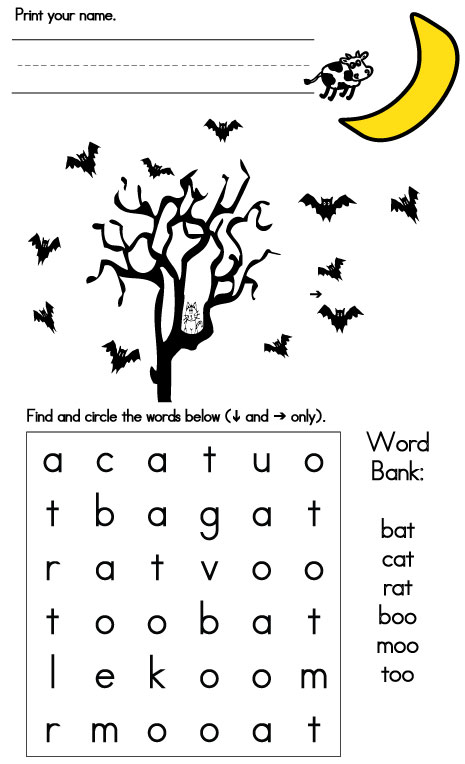 Print your name.
Find and circle the words below (↓ and → only).
a c a t u o
t b a g a t
r a t v o o
t o o b a t
l e k o o m
r m o o a t
Word
Bank:
bat
cat
rat
boo
moo
too